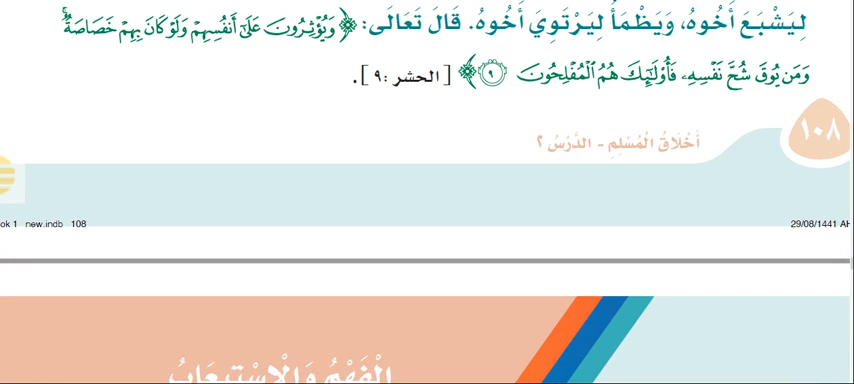 لِيَشْبَعَ أَخُوهُ، وَيَظْمَأُ لِيَرْتَوِيَ أَخُوهُ. قَالَ تَعَالَى: ﴿وَيُؤْثِرُونَ عَلَىٰٓ أَنفُسِهِمْ وَلَوْ كَانَ بِهِمْ خَصَاصَةٌۚ
وَمَن يُوقَ شُحَّ نَفْسِهِۦ فَأُوْلَٰٓئِكَ هُمُ ٱلْمُفْلِحُونَ ٩﴾ [الحشر :٩].
١٠٨
أَخْلَاقُ الْمُسْلِمِ - الدَّرْسُ ٢
ok 1 new.indb 108
29/08/1441 AH
الْفَهْمُ وَالْاِسْتِيعَابُ